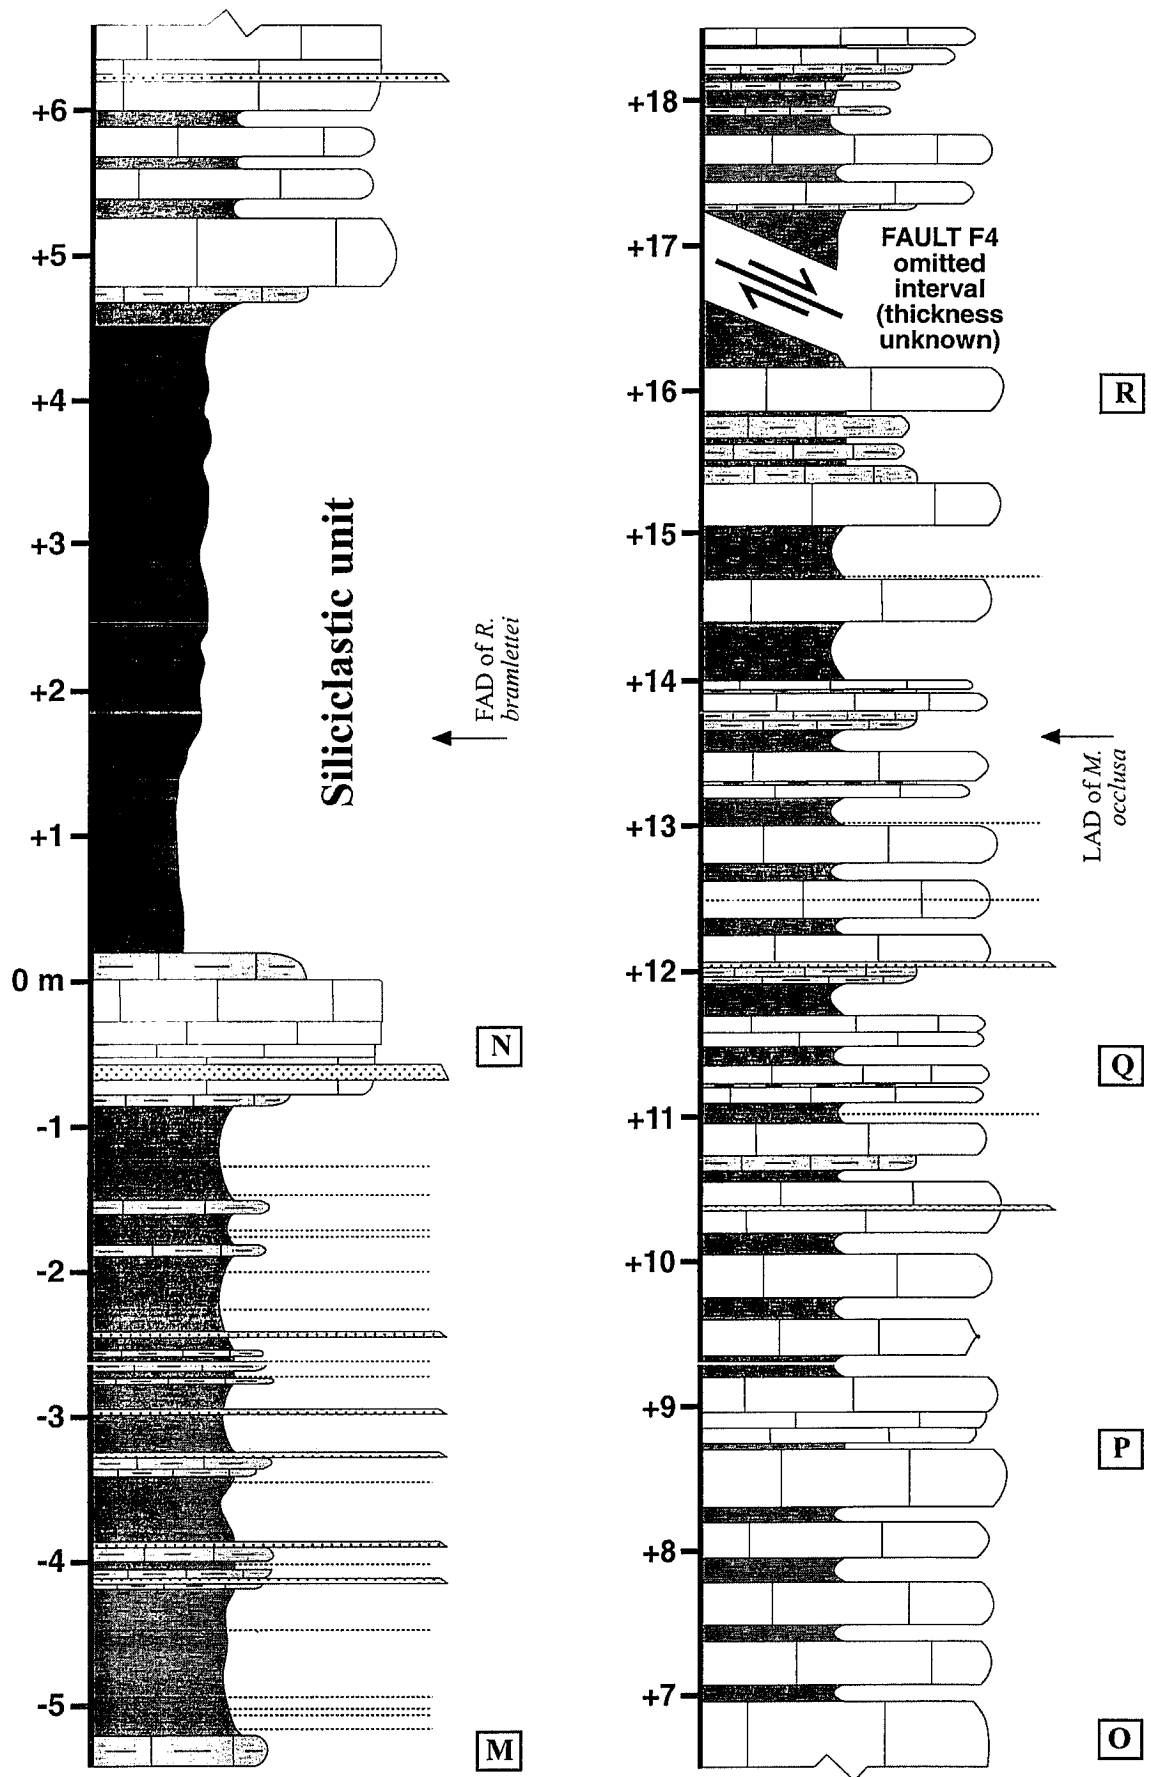 +6
+5
+4
+3
+2
+1
0 m
-1
-2
-3
-4
-5
Siliciclastic unit
FAD of R.
bramlettei
N
M
+18
+17
+16
+15
+14
+13
+12
+11
+10
+9
+8
+7
FAULT F4
omitted
interval
(thickness
unknown)
LAD of M.
occlusa
R
Q
P
O